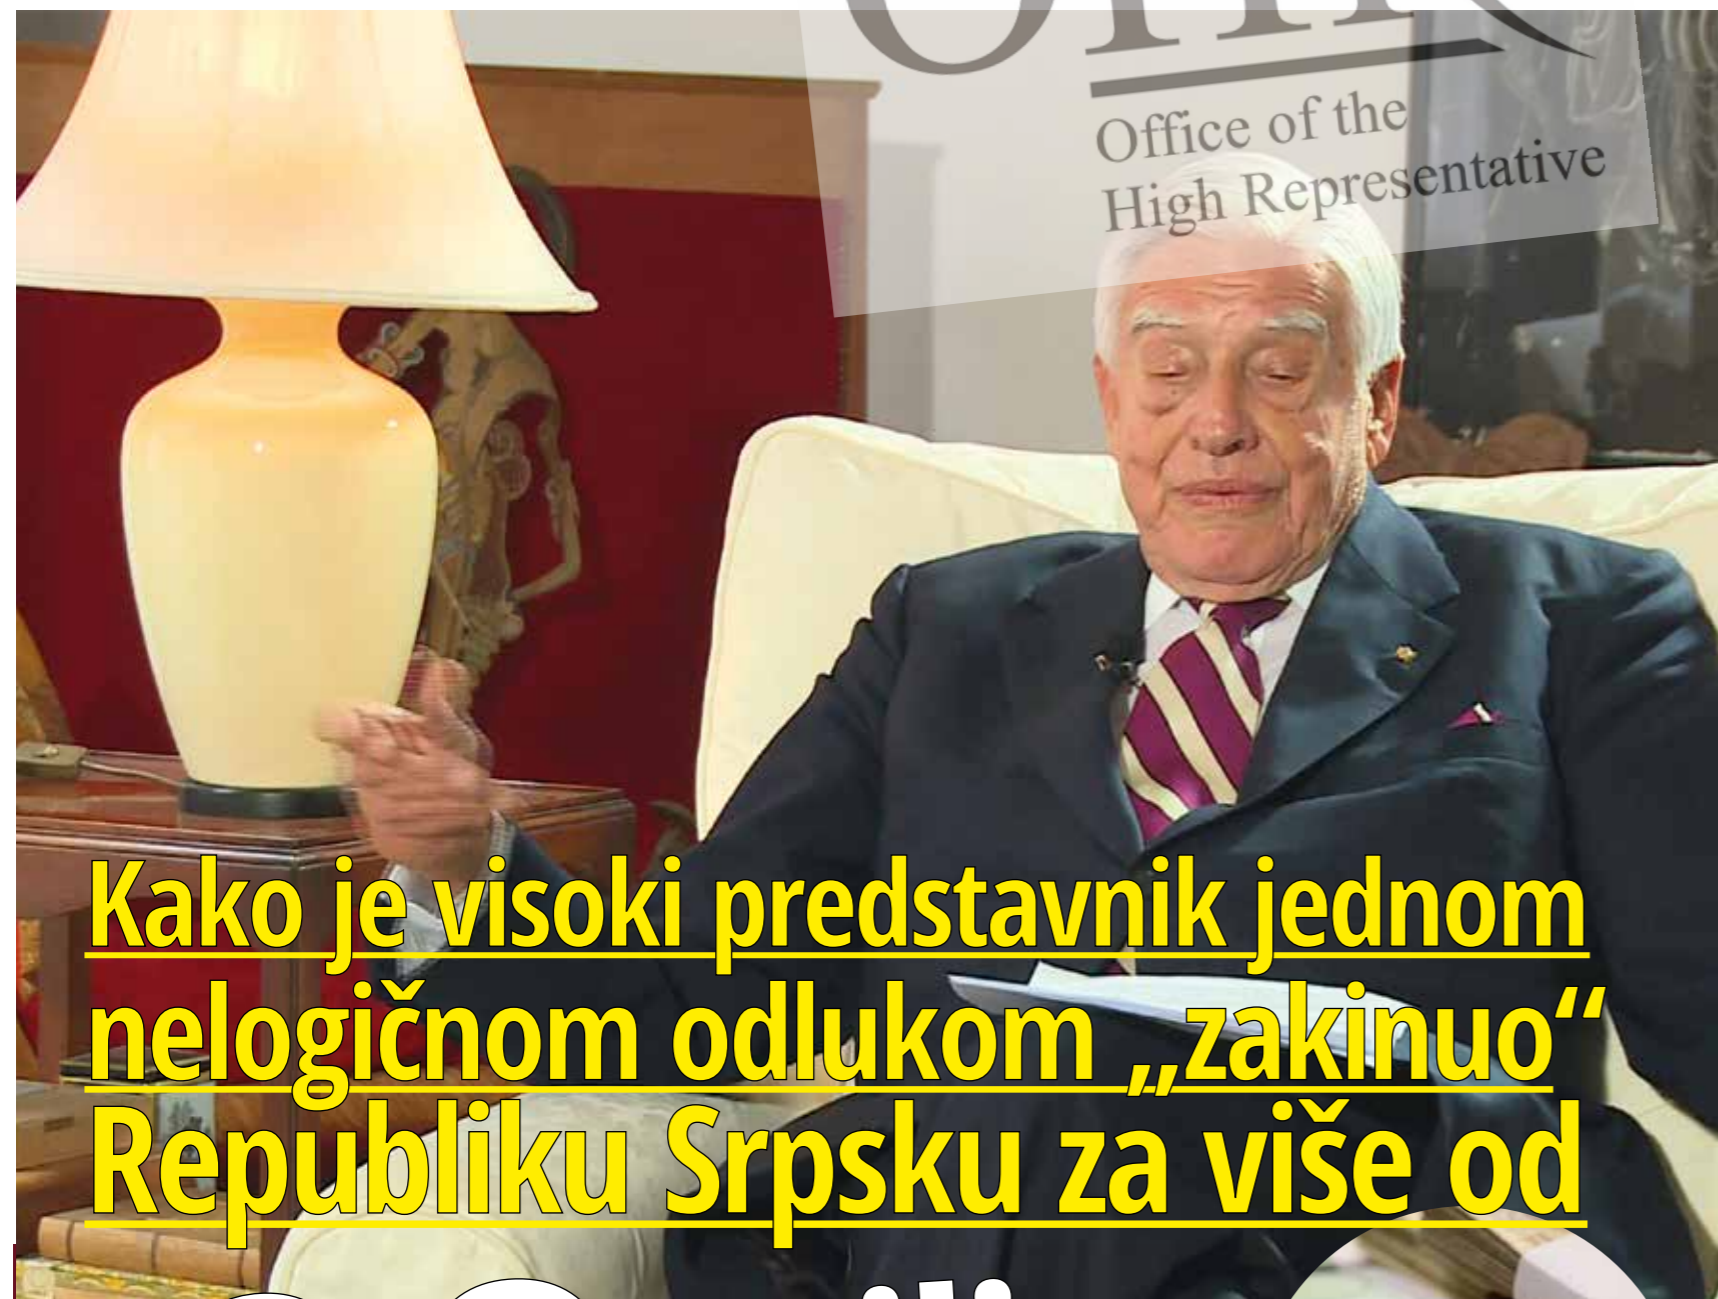 Office of the
High Representative
Kako je visoki predstavnik jednom
nelogičnom odlukom „zakinuo“
Republiku Srpsku za više od